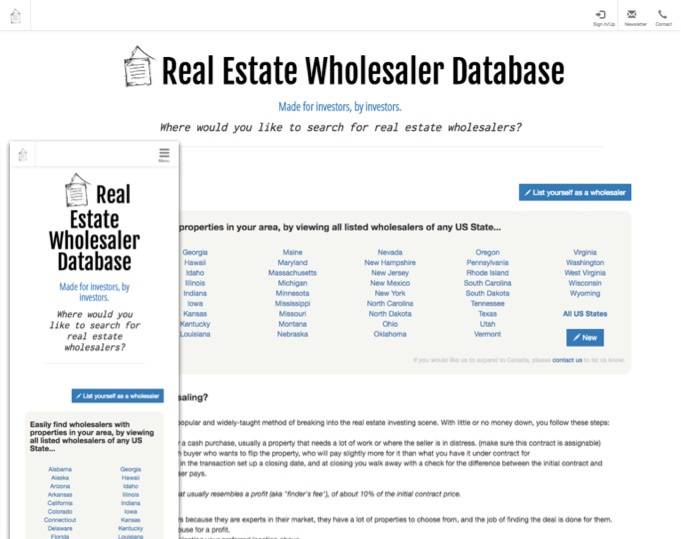 Sign In/Up Newsletter Contact
Real Estate Wholesaler Database
Made for investors, by investors.
Where would you like to search for real estate wholesalers?
List yourself as a wholesaler
properties in your area, by viewing all listed wholesalers of any US State...
Georgia Maine Nevada Oregon Virginia
Hawaii Maryland New Hampshire Pennsylvania Washington
Idaho Massachusetts New Jersey Rhode Island West Virginia
Illinois Michigan New Mexico South Carolina Wisconsin
Indiana Minnesota New York South Dakota Wyoming
Iowa Mississippi North Carolina Tennessee
Kansas Missouri North Dakota Texas All US States
Kentucky Montana Ohio Utah
Louisiana Nebraska Oklahoma Vermont
New
If you would like us to expand to Canada, please contact us to let us know.
saling?
opular and widely-taught method of breaking into the real estate investing scene. With little or no money down, you follow these steps:
r a cash purchase, usually a property that needs a lot of work or where the seller is in distress. (make sure this contract is assignable)
n buyer who wants to flip the property, who will pay slightly more for it than what you have it under contract for
in the transaction set up a closing date, and at closing you walk away with a check for the difference between the initial contract and
er pays.
at usually resembles a profit (aka "finder's fee"), of about 10% of the initial contract price.
s because they are experts in their market, they have a lot of properties to choose from, and the job of finding the deal is done for them.
ouse for a profit.
Menu
Real
Estate
Wholesaler
Database
Made for investors, by
investors.
Where would you
like to search for
real estate
wholesalers?
List yourself as a wholesaler
Easily find wholesalers with
properties in your area, by viewing
all listed wholesalers of any US
State...
Alabama Georgia
Alaska Hawaii
Arizona Idaho
Arkansas Illinois
California Indiana
Colorado Iowa
Connecticut Kansas
Delaware Kentucky
Florida Louisiana